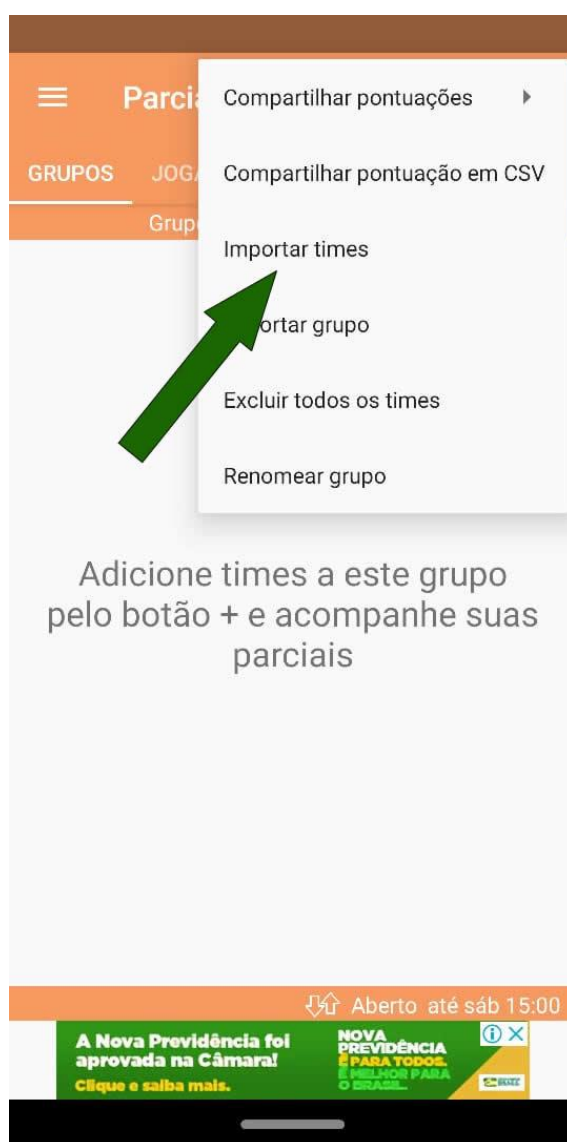 Parcia
Compartilhar pontuações
GRUPOS JOGA
Compartilhar pontuação em CSV
Grup
Importar times
ortar grupo
Excluir todos os times
Renomear grupo
Adicione times a este grupo
pelo botão + e acompanhe suas
parciais
Aberto até sáb 15:00
A Nova Previdência foi
aprovada na Câmara!
Clique e saiba mais.
NOVA
PREVIDÊNCIA
É PARA TODOS.
É MELHOR PARA
O BRASIL.